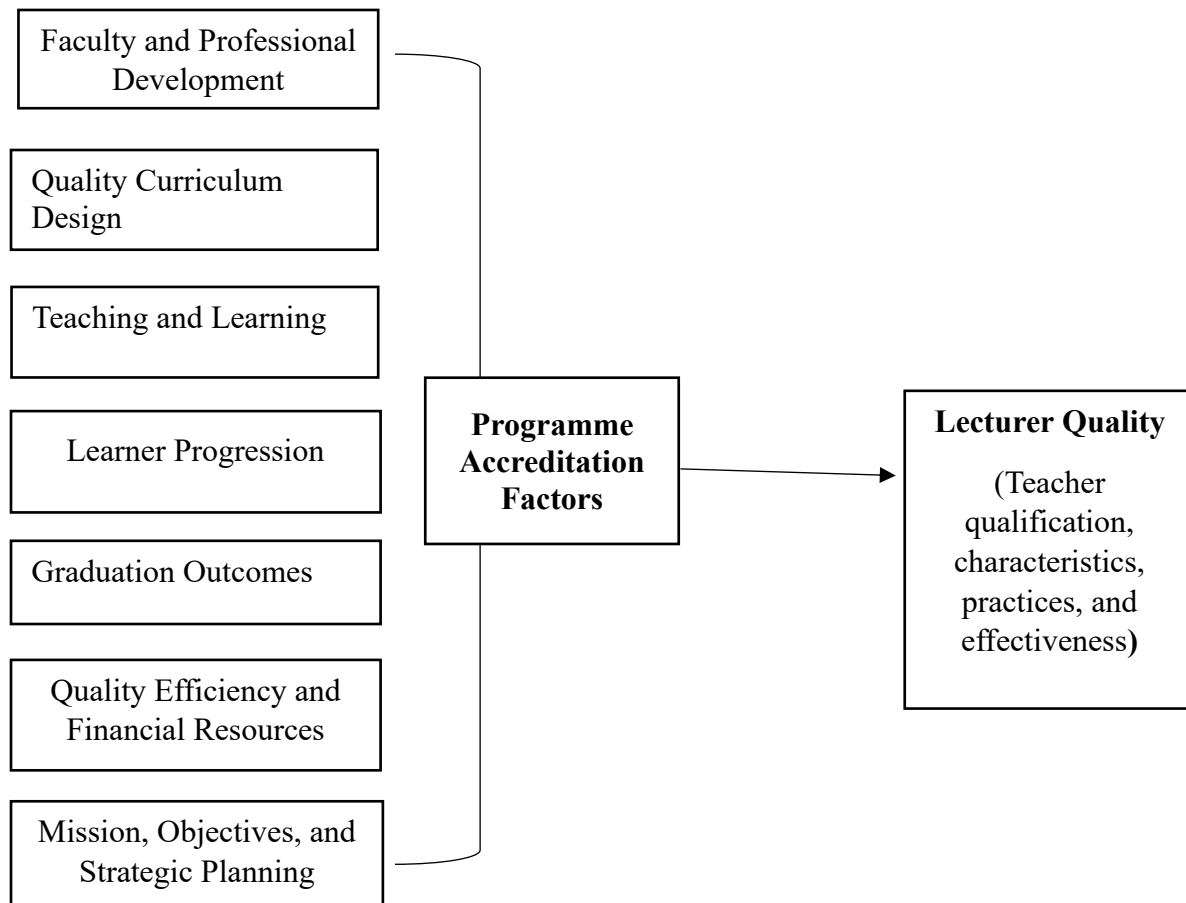 Faculty and Professional
Development
Quality Curriculum
Design
Teaching and Learning
Learner Progression
Graduation Outcomes
Quality Efficiency and
Financial Resources
Mission, Objectives, and
Strategic Planning
Programme
Accreditation
Factors
Lecturer Quality
(Teacher
qualification,
characteristics,
practices, and
effectiveness)